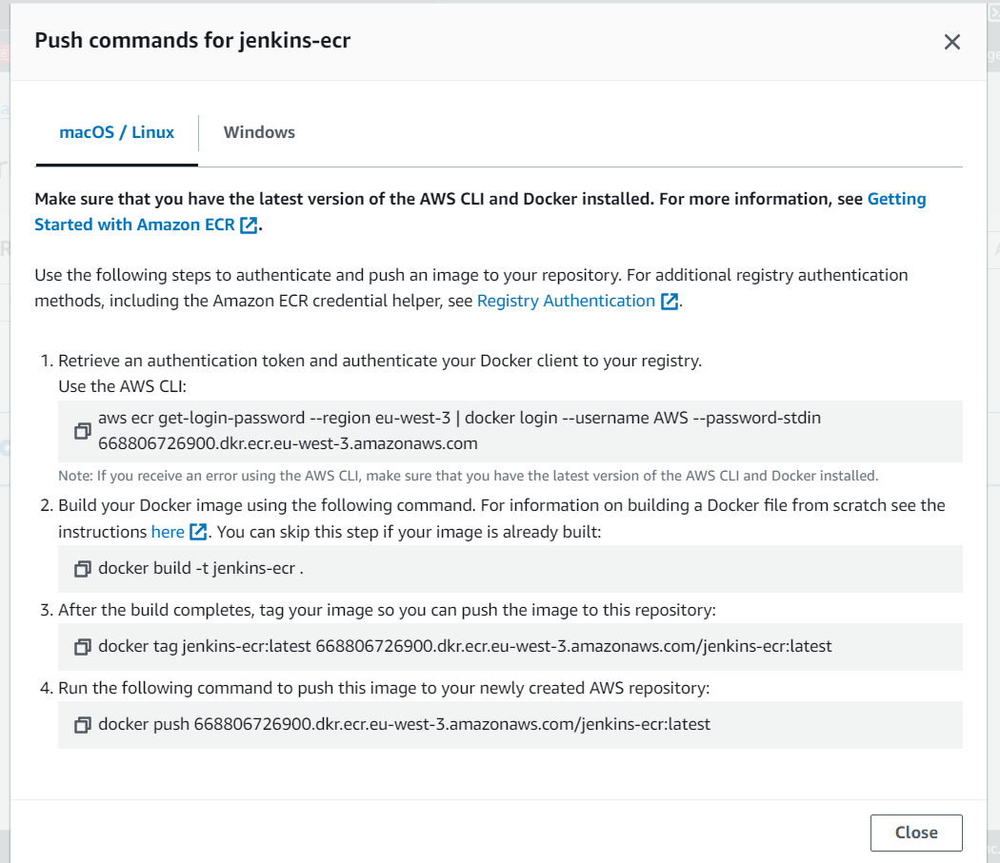 Push commands for jenkins-ecr
macOS / Linux
Windows
Make sure that you have the latest version of the AWS CLI and Docker installed. For more information, see Getting
Started with Amazon ECR.
Use the following steps to authenticate and push an image to your repository. For additional registry authentication
methods, including the Amazon ECR credential helper, see Registry Authentication.
1. Retrieve an authentication token and authenticate your Docker client to your registry.
Use the AWS CLI:
aws ecr get-login-password --region eu-west-3 | docker login --username AWS --password-stdin
668806726900.dkr.ecr.eu-west-3.amazonaws.com
Note: If you receive an error using the AWS CLI, make sure that you have the latest version of the AWS CLI and Docker installed.
2. Build your Docker image using the following command. For information on building a Docker file from scratch see the
instructions here. You can skip this step if your image is already built:
docker build -t jenkins-ecr .
3. After the build completes, tag your image so you can push the image to this repository:
docker tag jenkins-ecr:latest 668806726900.dkr.ecr.eu-west-3.amazonaws.com/jenkins-ecr:latest
4. Run the following command to push this image to your newly created AWS repository:
docker push 668806726900.dkr.ecr.eu-west-3.amazonaws.com/jenkins-ecr:latest
Close